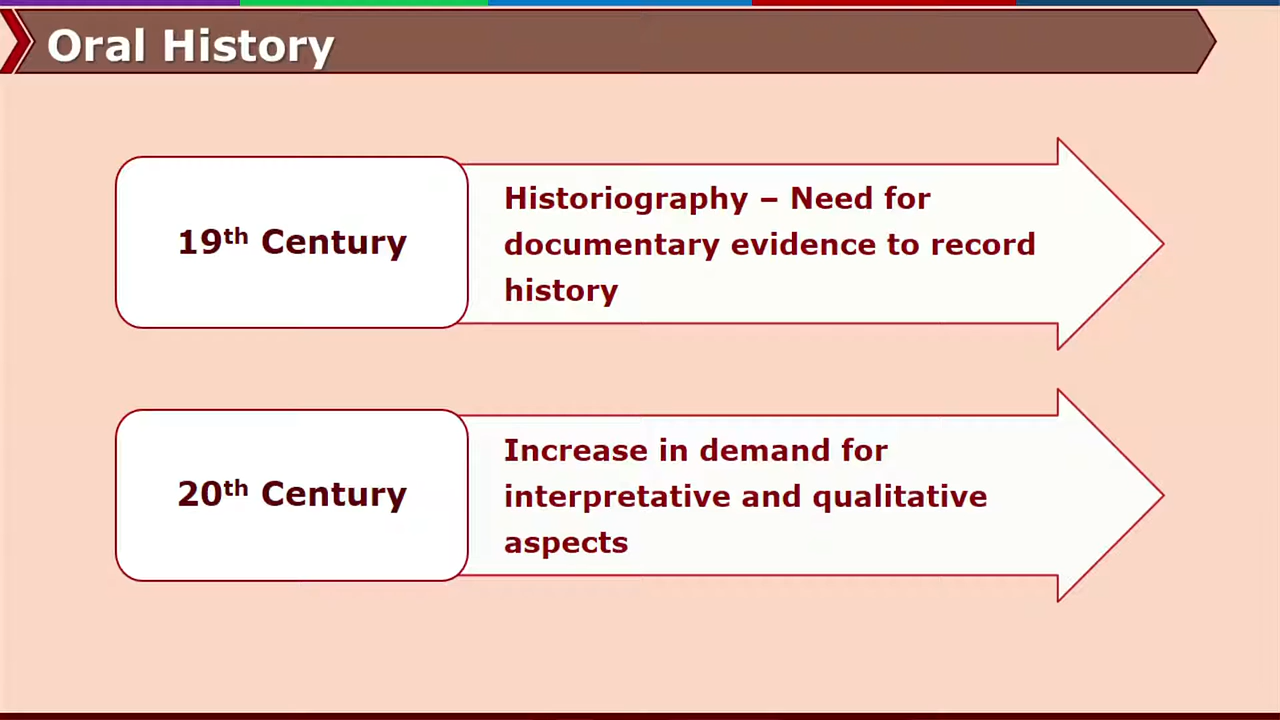 Oral History
19th Century
Historiography – Need for
documentary evidence to record
history
20th Century
Increase in demand for
interpretative and qualitative
aspects